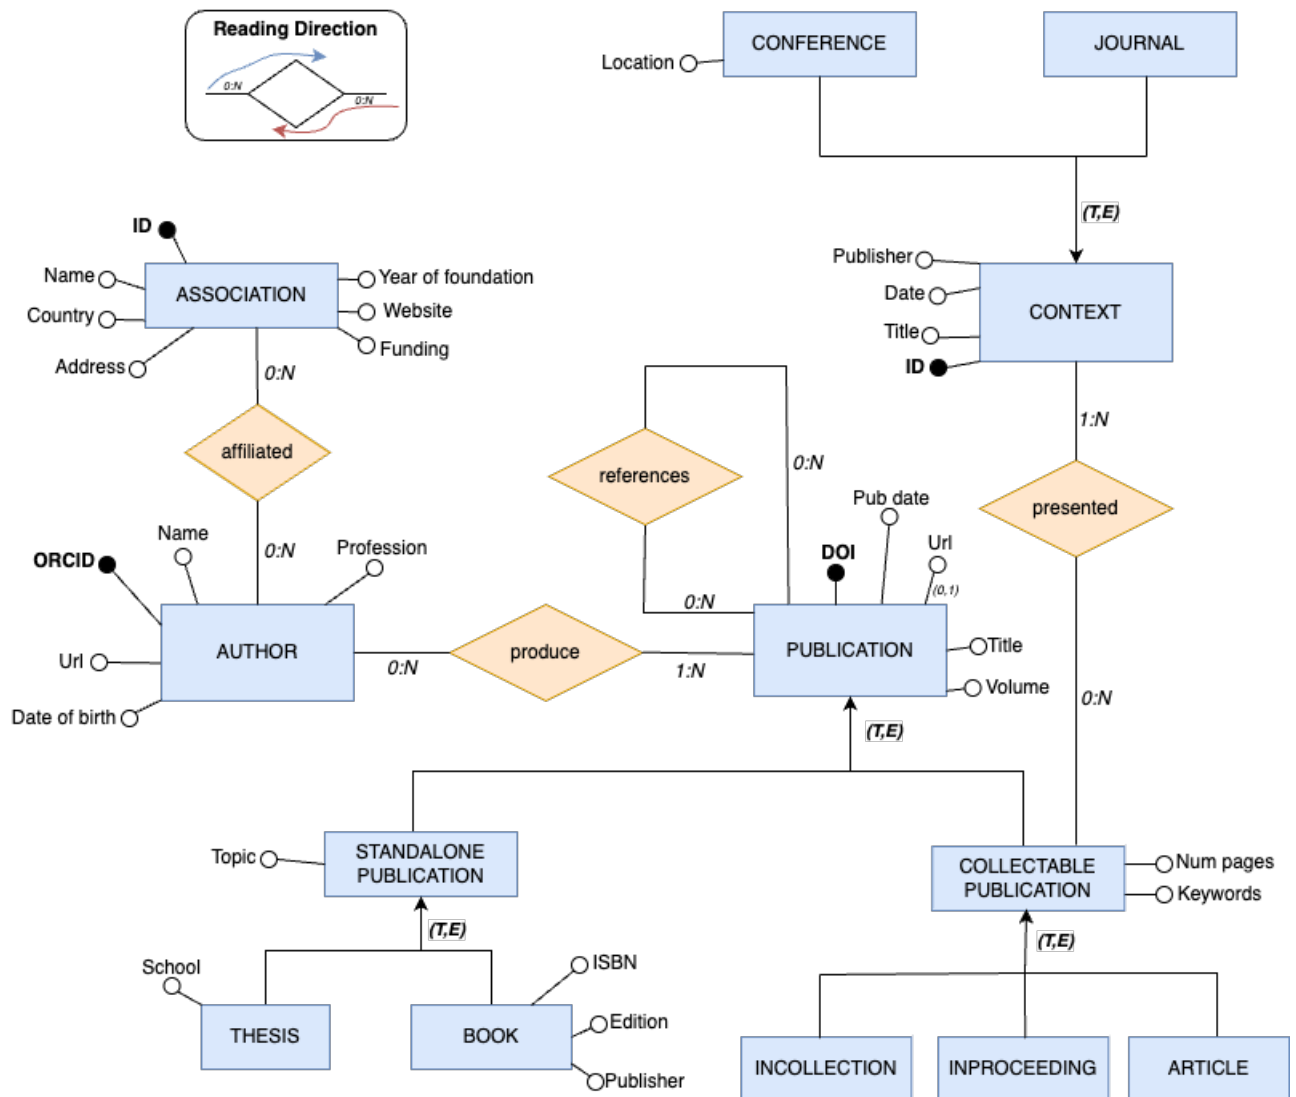 Reading Direction
0:N
0:N
CONFERENCE
JOURNAL
Location
(T,E)
ID
Name
ASSOCIATION
Year of foundation
Country
Website
Address
Funding
0:N
Publisher
Date
CONTEXT
Title
ID
1:N
affiliated
references
0:N
presented
0:N
ORCID
Name
Profession
AUTHOR
Url
Date of birth
0:N
produce
1:N
0:N
Pub date
DOI
Url
(0,1)
PUBLICATION
Title
Volume
0:N
(T,E)
Topic
STANDALONE
PUBLICATION
COLLECTABLE
PUBLICATION
Num pages
Keywords
(T,E)
(T,E)
School
ISBN
THESIS
BOOK
Edition
Publisher
INCOLLECTION
INPROCEEDING
ARTICLE